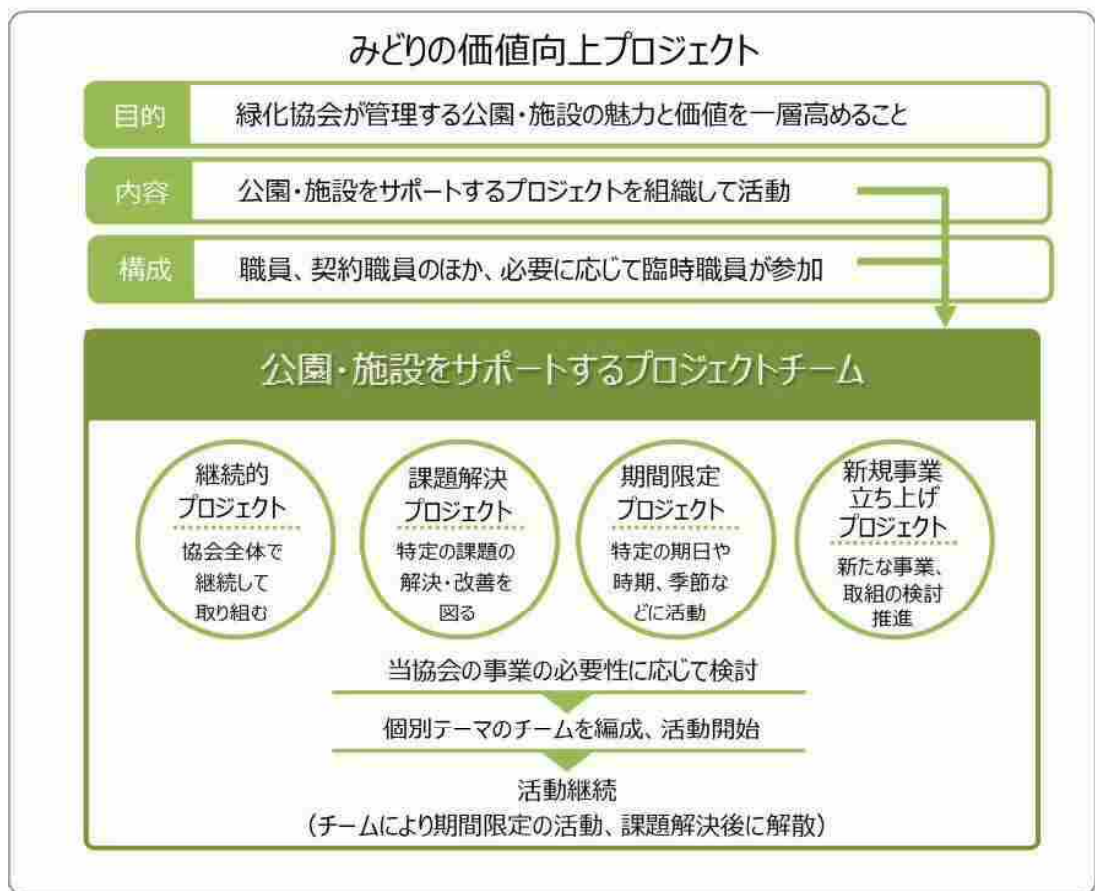 みどりの価値向上プロジェクト
目的
緑化協会が管理する公園・施設の魅力と価値を一層高めること
内容
公園・施設をサポートするプロジェクトを組織して活動
構成
職員、契約職員のほか、必要に応じて臨時職員が参加
公園・施設をサポートするプロジェクトチーム
継続的
プロジェクト
協会全体で
継続して
取り組む
課題解決
プロジェクト
特定の課題の
解決・改善を
図る
期間限定
プロジェクト
特定の期日や
時期、季節な
どに活動
新規事業
立ち上げ
プロジェクト
新たな事業、
取組の検討
推進
当協会の事業の必要性に応じて検討
個別テーマのチームを編成、活動開始
活動継続
（チームにより期間限定の活動、課題解決後に解散）